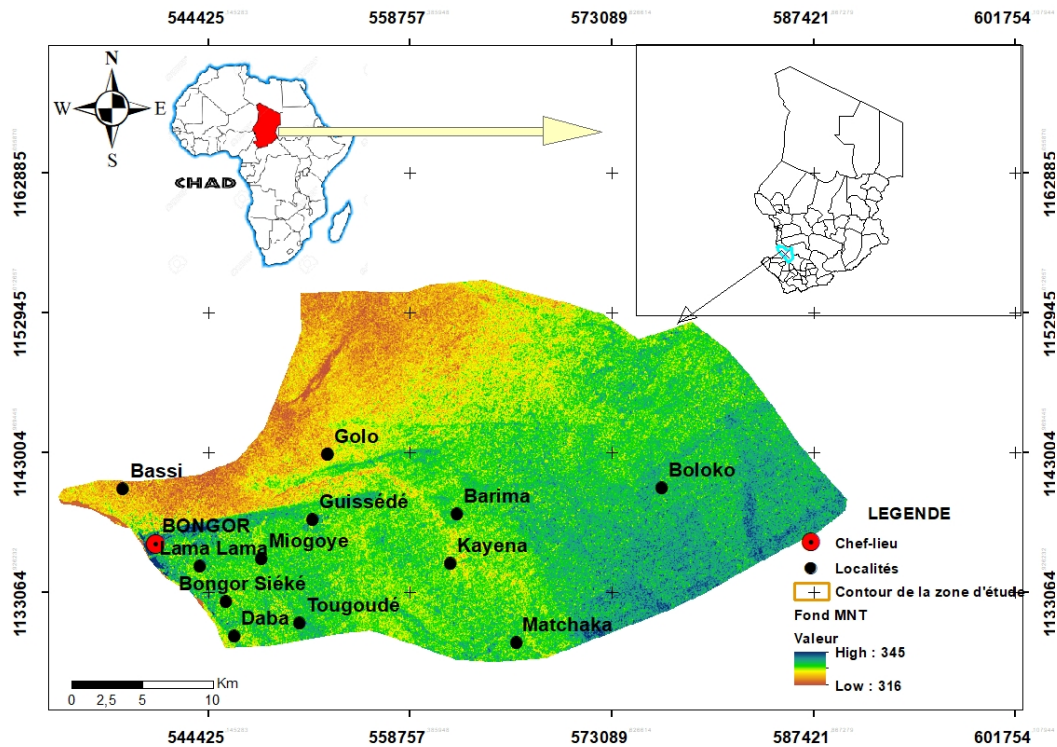 544425 558757 573089 587421 601754
N
W E
S
CHAD
1162885 1162885
1152945 1152945
1143004 1143004
1133064 1133064
Golo
Bassi
Boloko
Guissédé
Barima
BONGOR
Lama Lama
Miogoye
Kayena
Bongor Siéké
Tougoudé
Daba
Matchaka
LEGENDE
Chef-lieu
Localités
Contour de la zone d'étude
Fond MNT
Valeur
High : 345
Low : 316
Km
0 2,5 5 10
544425 558757 573089 587421 601754